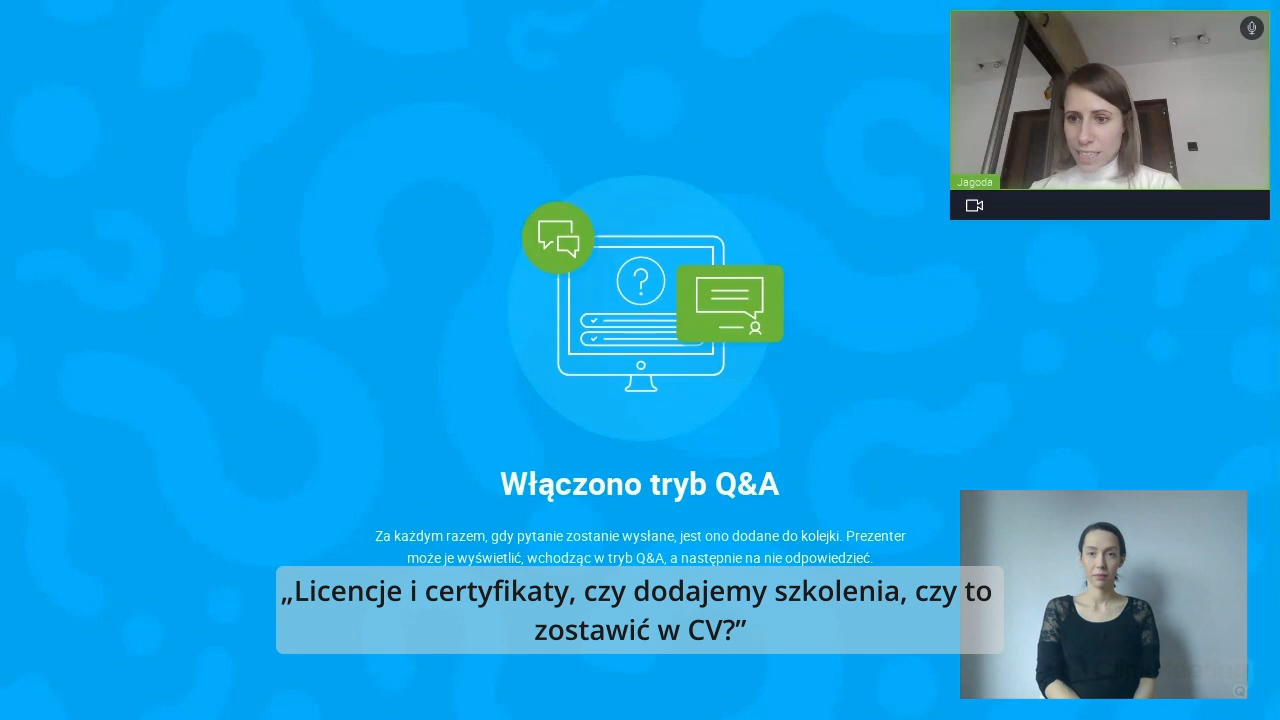 Jagoda
Włączono tryb Q&A
Za każdym razem, gdy pytanie zostanie wysłane, jest ono dodane do kolejki. Prezenter
może je wyświetlić, wchodząc w tryb Q&A, a następnie na nie odpowiedzieć.
„Licencje i certyfikaty, czy dodajemy szkolenia, czy to
zostawić w CV?”